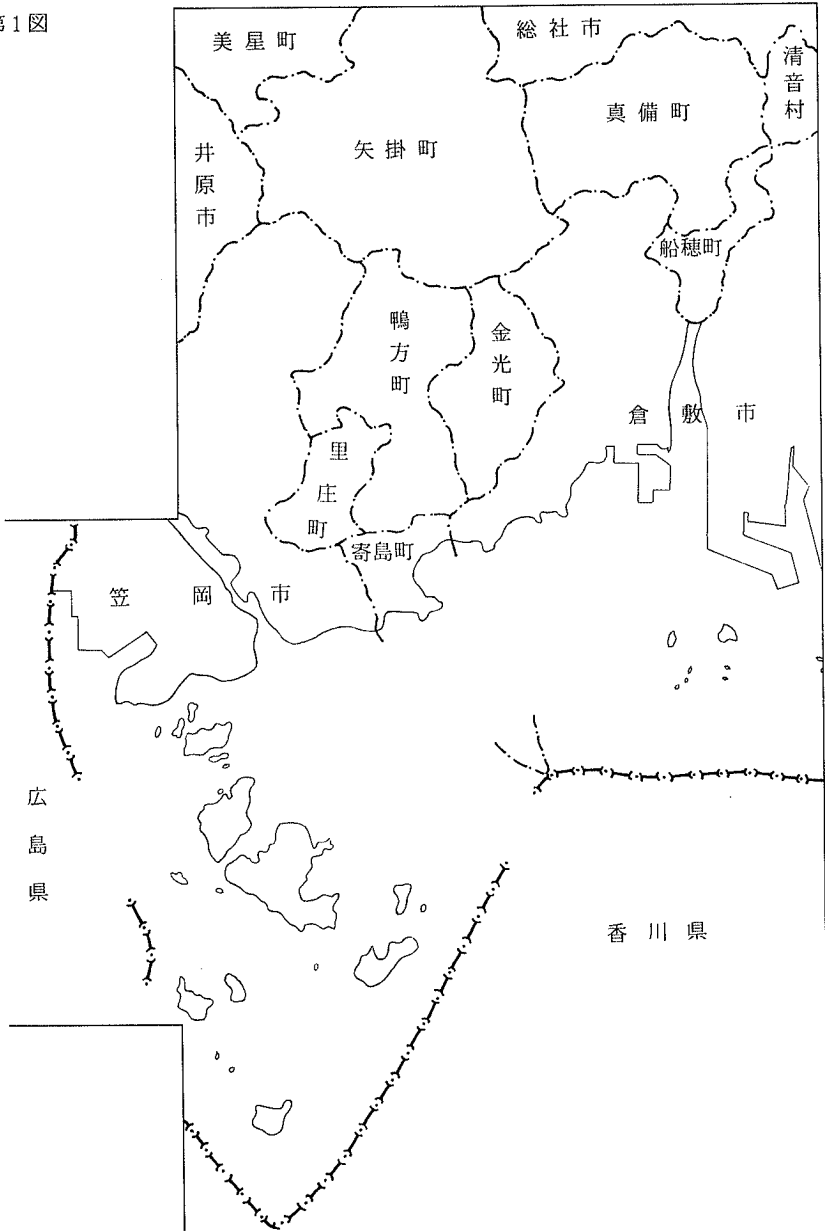 第1図
美星町
総社市
清音村
真備町
井原市
矢掛町
船穂町
鴨方町
金光町
倉敷市
里庄町
寄島町
笠岡市
広島県
香川県